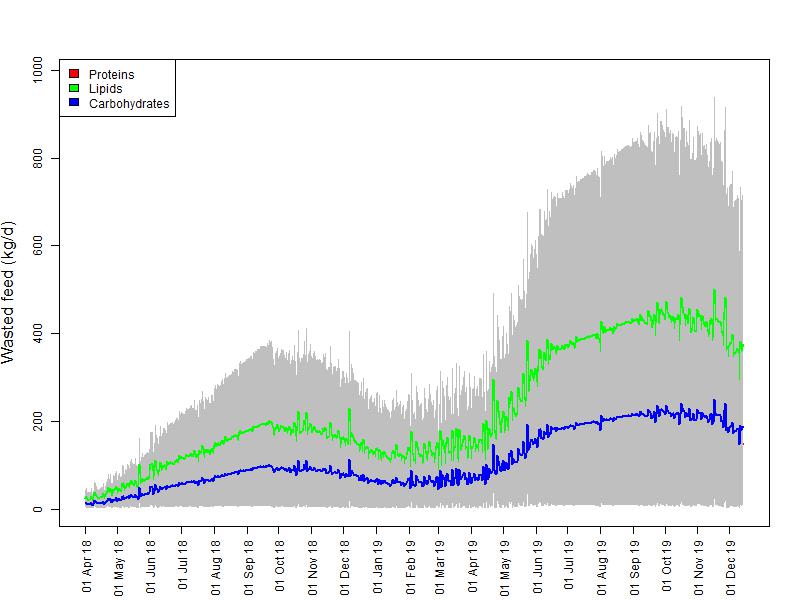 Proteins
Lipids
Carbohydrates
Wasted feed (kg/d)
1000
800
600
400
200
0
01 Apr 18
01 May 18
01 Jun 18
01 Jul 18
01 Aug 18
01 Sep 18
01 Oct 18
01 Nov 18
01 Dec 18
01 Jan 19
01 Feb 19
01 Mar 19
01 Apr 19
01 May 19
01 Jun 19
01 Jul 19
01 Aug 19
01 Sep 19
01 Oct 19
01 Nov 19
01 Dec 19